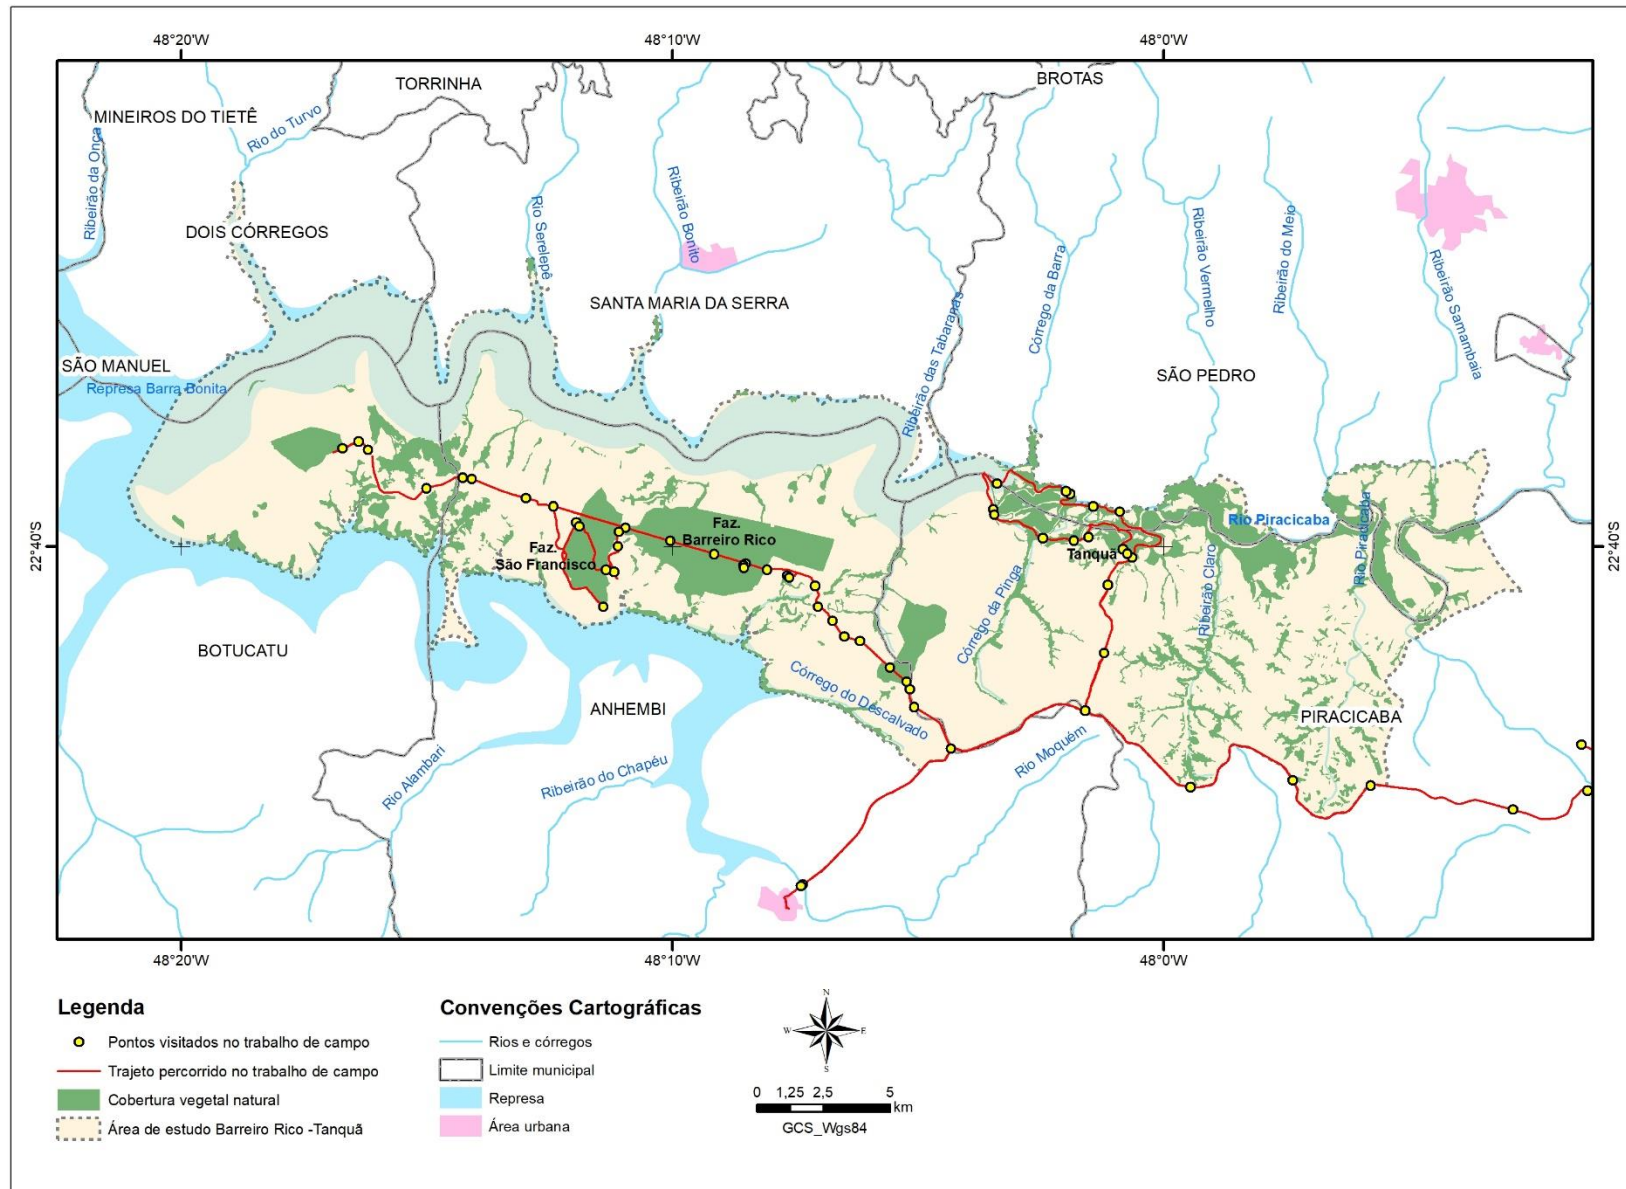 48°20'W
48°10'W
48°0'W
TORRINHA
BROTAS
MINEIROS DO TIETÊ
Rio do Turvo
Ribeirão da Onça
DOIS CÓRREGOS
Rio Serelepê
Ribeirão Bonito
SANTA MARIA DA SERRA
Ribeirão das Tabaranas
Córrego da Barra
Ribeirão Vermelho
Ribeirão do Meio
Ribeirão Samambaia
SÃO MANUEL
Represa Barra Bonita
SÃO PEDRO
22°40'S
22°40'S
Faz.
Barreiro Rico
Faz.
São Francisco
Tanquã
Rio Piracicaba
Rio Piracicaba
Ribeirão Claro
Córrego da Pinga
BOTUCATU
ANHEMBI
Córrego do Descalvado
PIRACICABA
Rio Moquém
Rio Alambari
Ribeirão do Chapéu
48°20'W
48°10'W
48°0'W
Legenda
Pontos visitados no trabalho de campo
Trajeto percorrido no trabalho de campo
Cobertura vegetal natural
Área de estudo Barreiro Rico -Tanquã
Convenções Cartográficas
Rios e córregos
Limite municipal
Represa
Área urbana
N
W
E
S
0 1,25 2,5 5
km
GCS_Wgs84